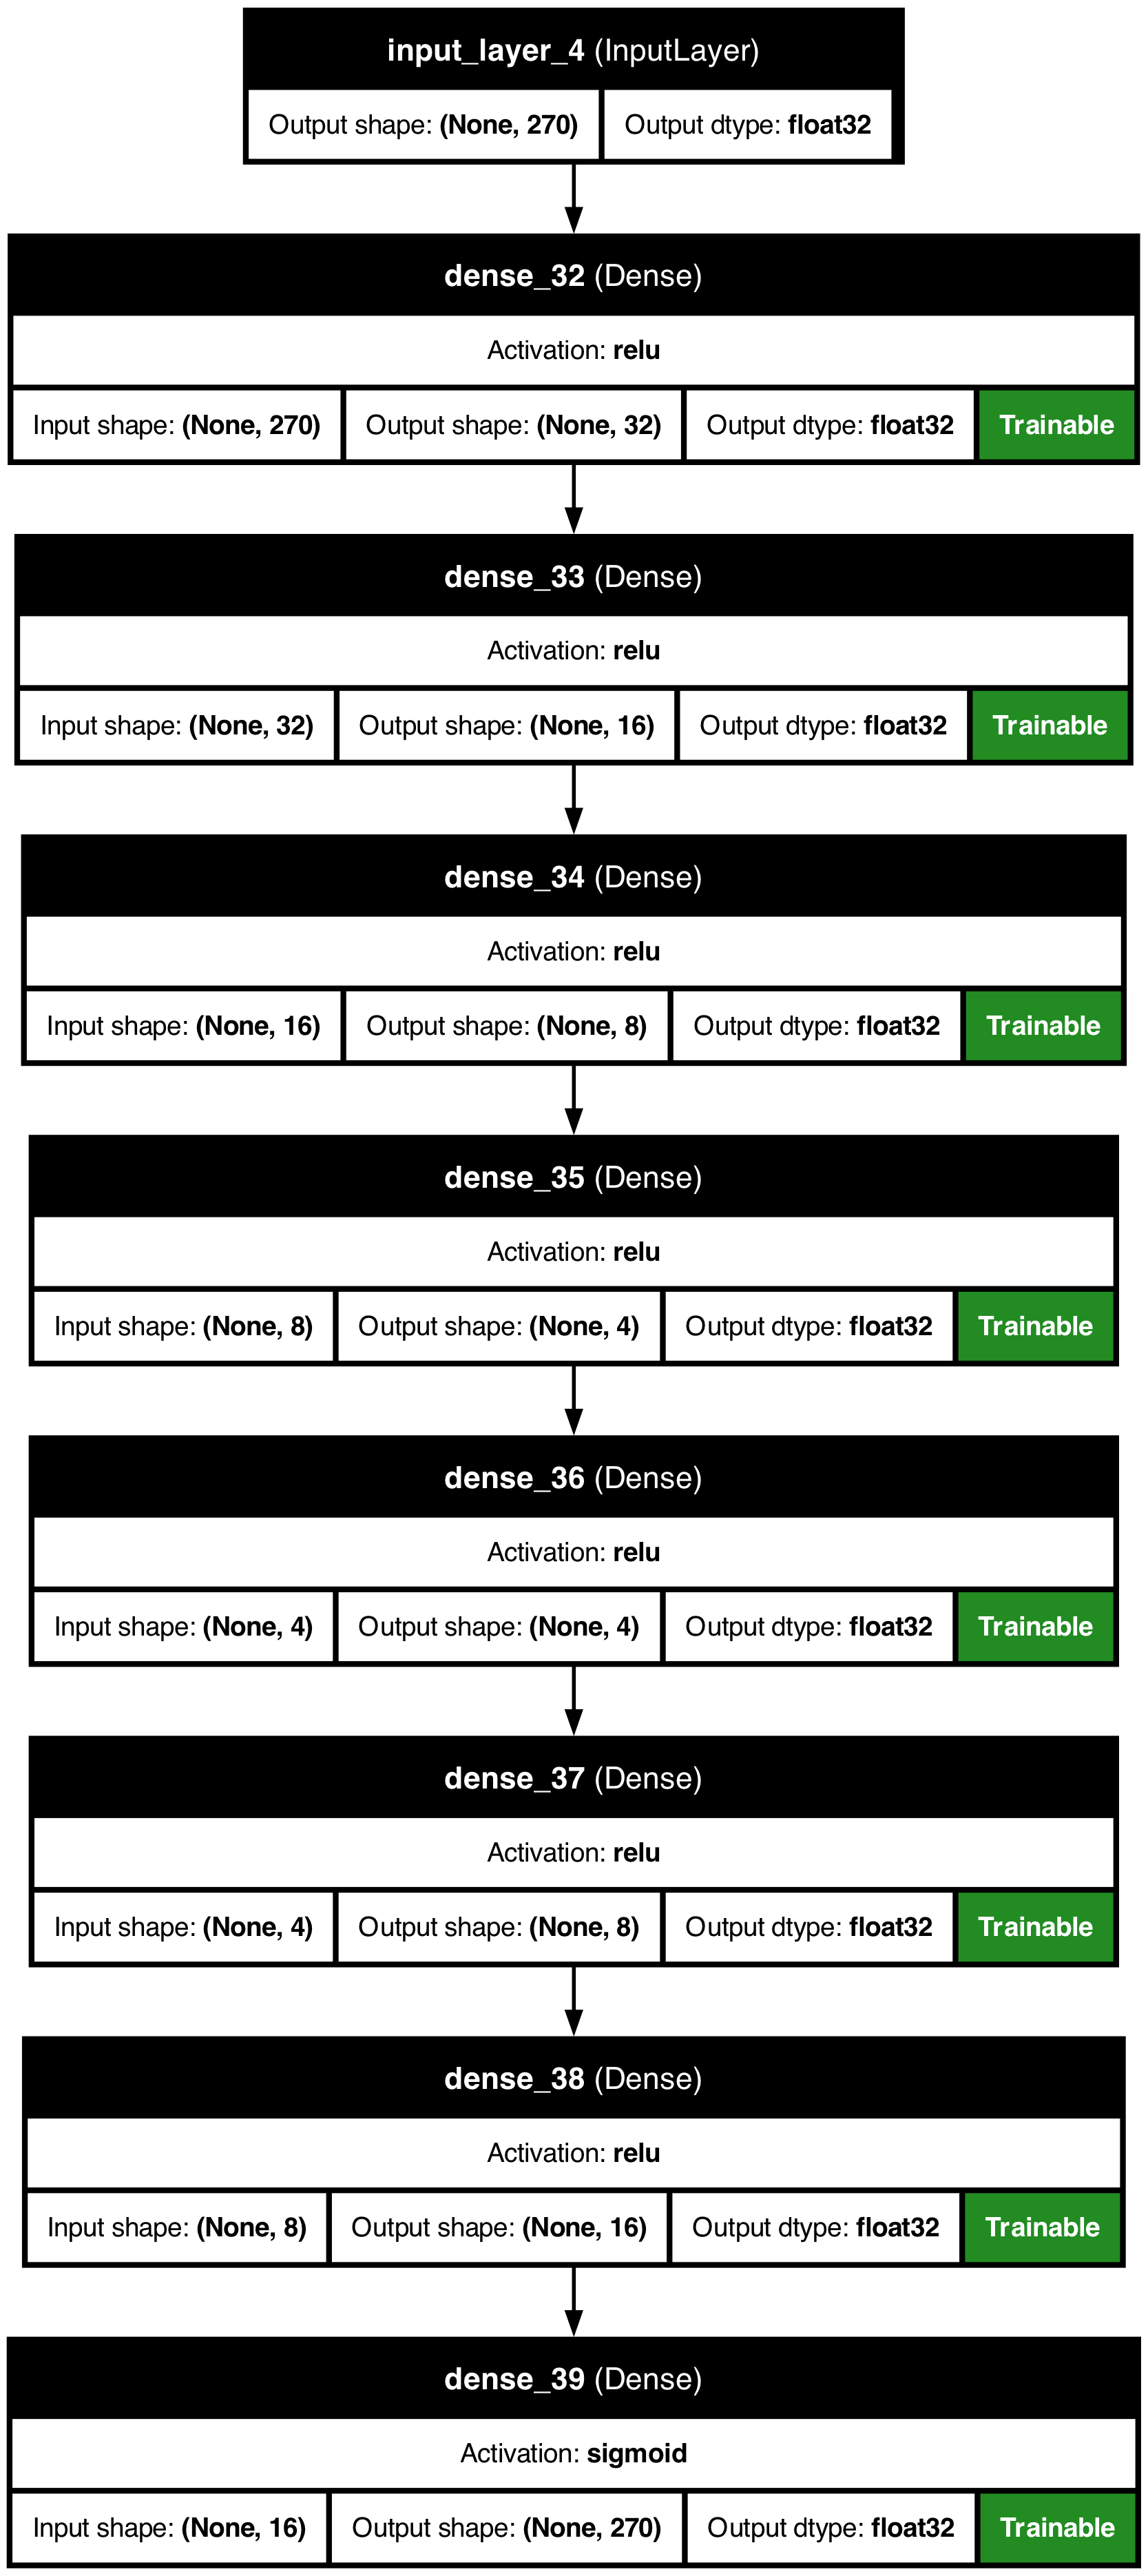 input_layer_4 (InputLayer)
Output shape: (None, 270) Output dtype: float32
dense_32 (Dense)
Activation: relu
Input shape: (None, 270) Output shape: (None, 32) Output dtype: float32 Trainable
dense_33 (Dense)
Activation: relu
Input shape: (None, 32) Output shape: (None, 16) Output dtype: float32 Trainable
dense_34 (Dense)
Activation: relu
Input shape: (None, 16) Output shape: (None, 8) Output dtype: float32 Trainable
dense_35 (Dense)
Activation: relu
Input shape: (None, 8) Output shape: (None, 4) Output dtype: float32 Trainable
dense_36 (Dense)
Activation: relu
Input shape: (None, 4) Output shape: (None, 4) Output dtype: float32 Trainable
dense_37 (Dense)
Activation: relu
Input shape: (None, 4) Output shape: (None, 8) Output dtype: float32 Trainable
dense_38 (Dense)
Activation: relu
Input shape: (None, 8) Output shape: (None, 16) Output dtype: float32 Trainable
dense_39 (Dense)
Activation: sigmoid
Input shape: (None, 16) Output shape: (None, 270) Output dtype: float32 Trainable